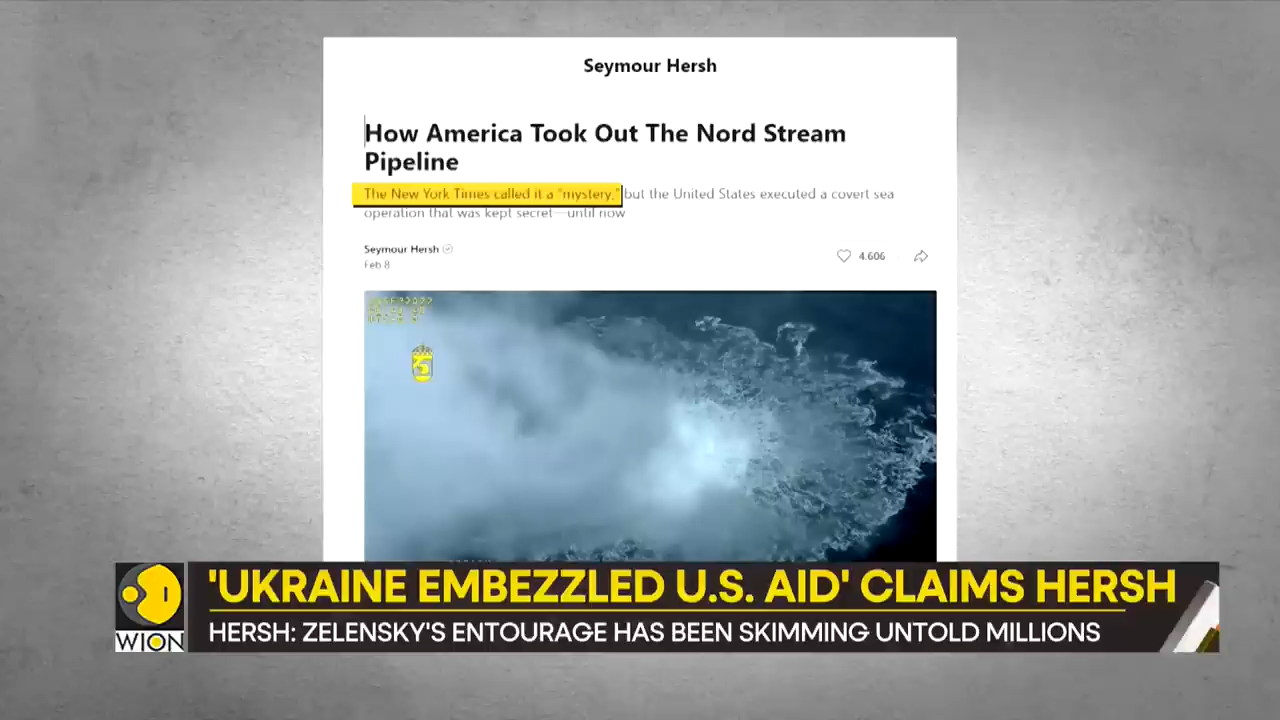 Seymour Hersh
How America Took Out The Nord Stream
Pipeline
The New York Times called it a "mystery," but the United States executed a covert sea
operation that was kept secret—until now
Seymour Hersh
Feb 8
4.606
'UKRAINE EMBEZZLED U.S. AID' CLAIMS HERSH
WION
HERSH: ZELENSKY'S ENTOURAGE HAS BEEN SKIMMING UNTOLD MILLIONS